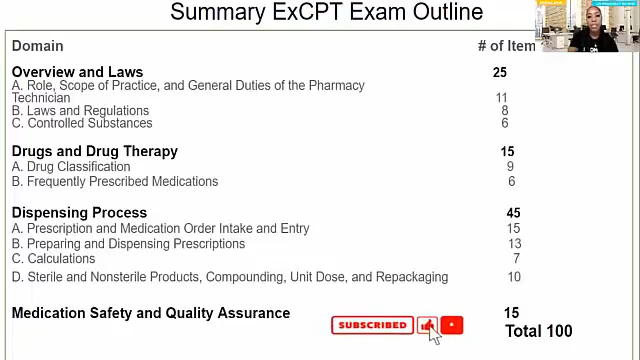 Summary ExCPT Exam Outline
Domain # of Item
Overview and Laws 25
A. Role, Scope of Practice, and General Duties of the Pharmacy
Technician 11
B. Laws and Regulations 8
C. Controlled Substances 6
Drugs and Drug Therapy 15
A. Drug Classification 9
B. Frequently Prescribed Medications 6
Dispensing Process 45
A. Prescription and Medication Order Intake and Entry 15
B. Preparing and Dispensing Prescriptions 13
C. Calculations 7
D. Sterile and Nonsterile Products, Compounding, Unit Dose, and Repackaging 10
Medication Safety and Quality Assurance 15
SUBSCRIBED
Total 100